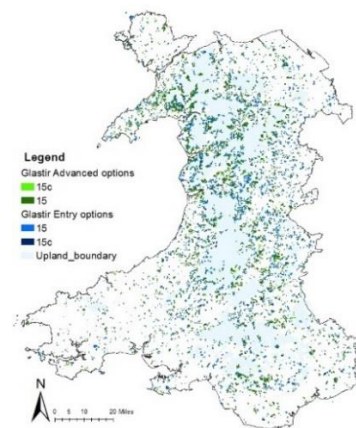 Legend
Glastir Advanced options
15c
15
Glastir Entry options
15
15c
Upland_boundary
N
0 5 10 20 Miles